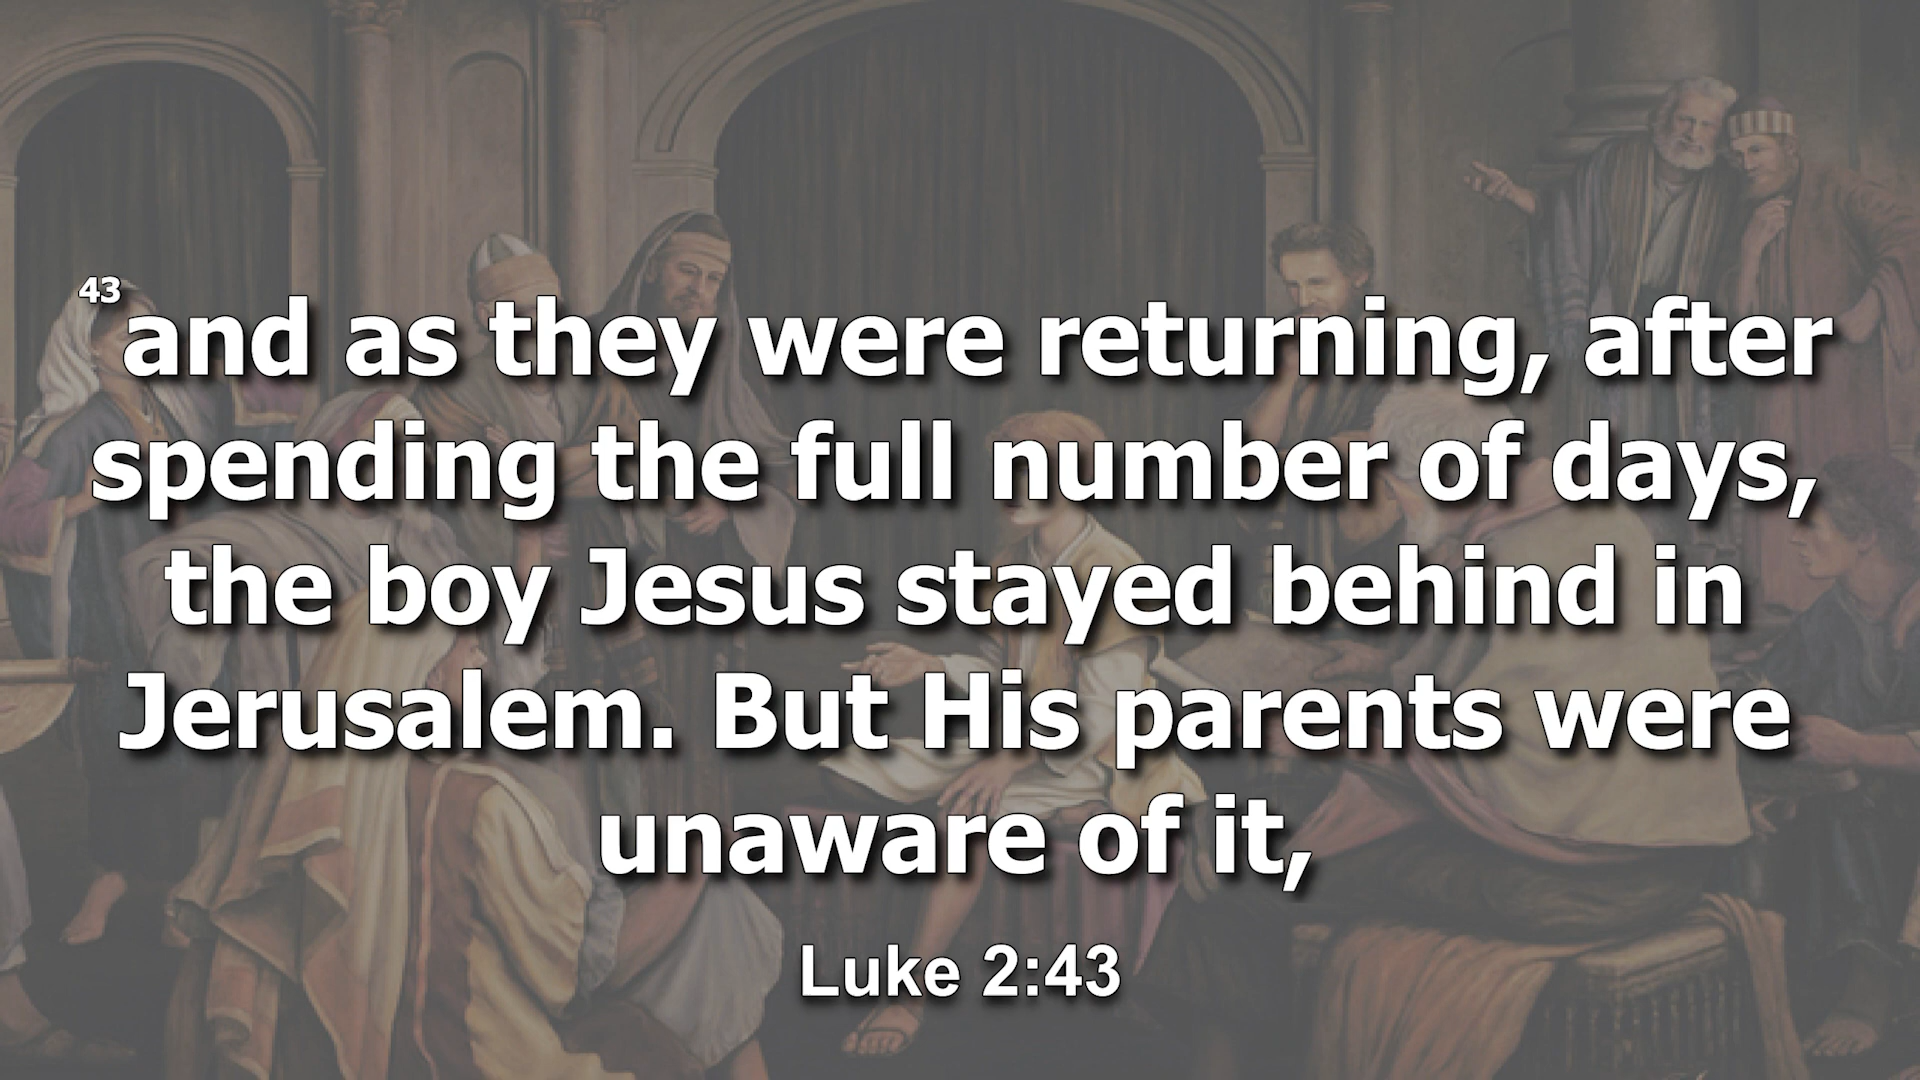 43 and as they were returning, after
spending the full number of days,
the boy Jesus stayed behind in
Jerusalem. But His parents were
unaware of it,
Luke 2:43